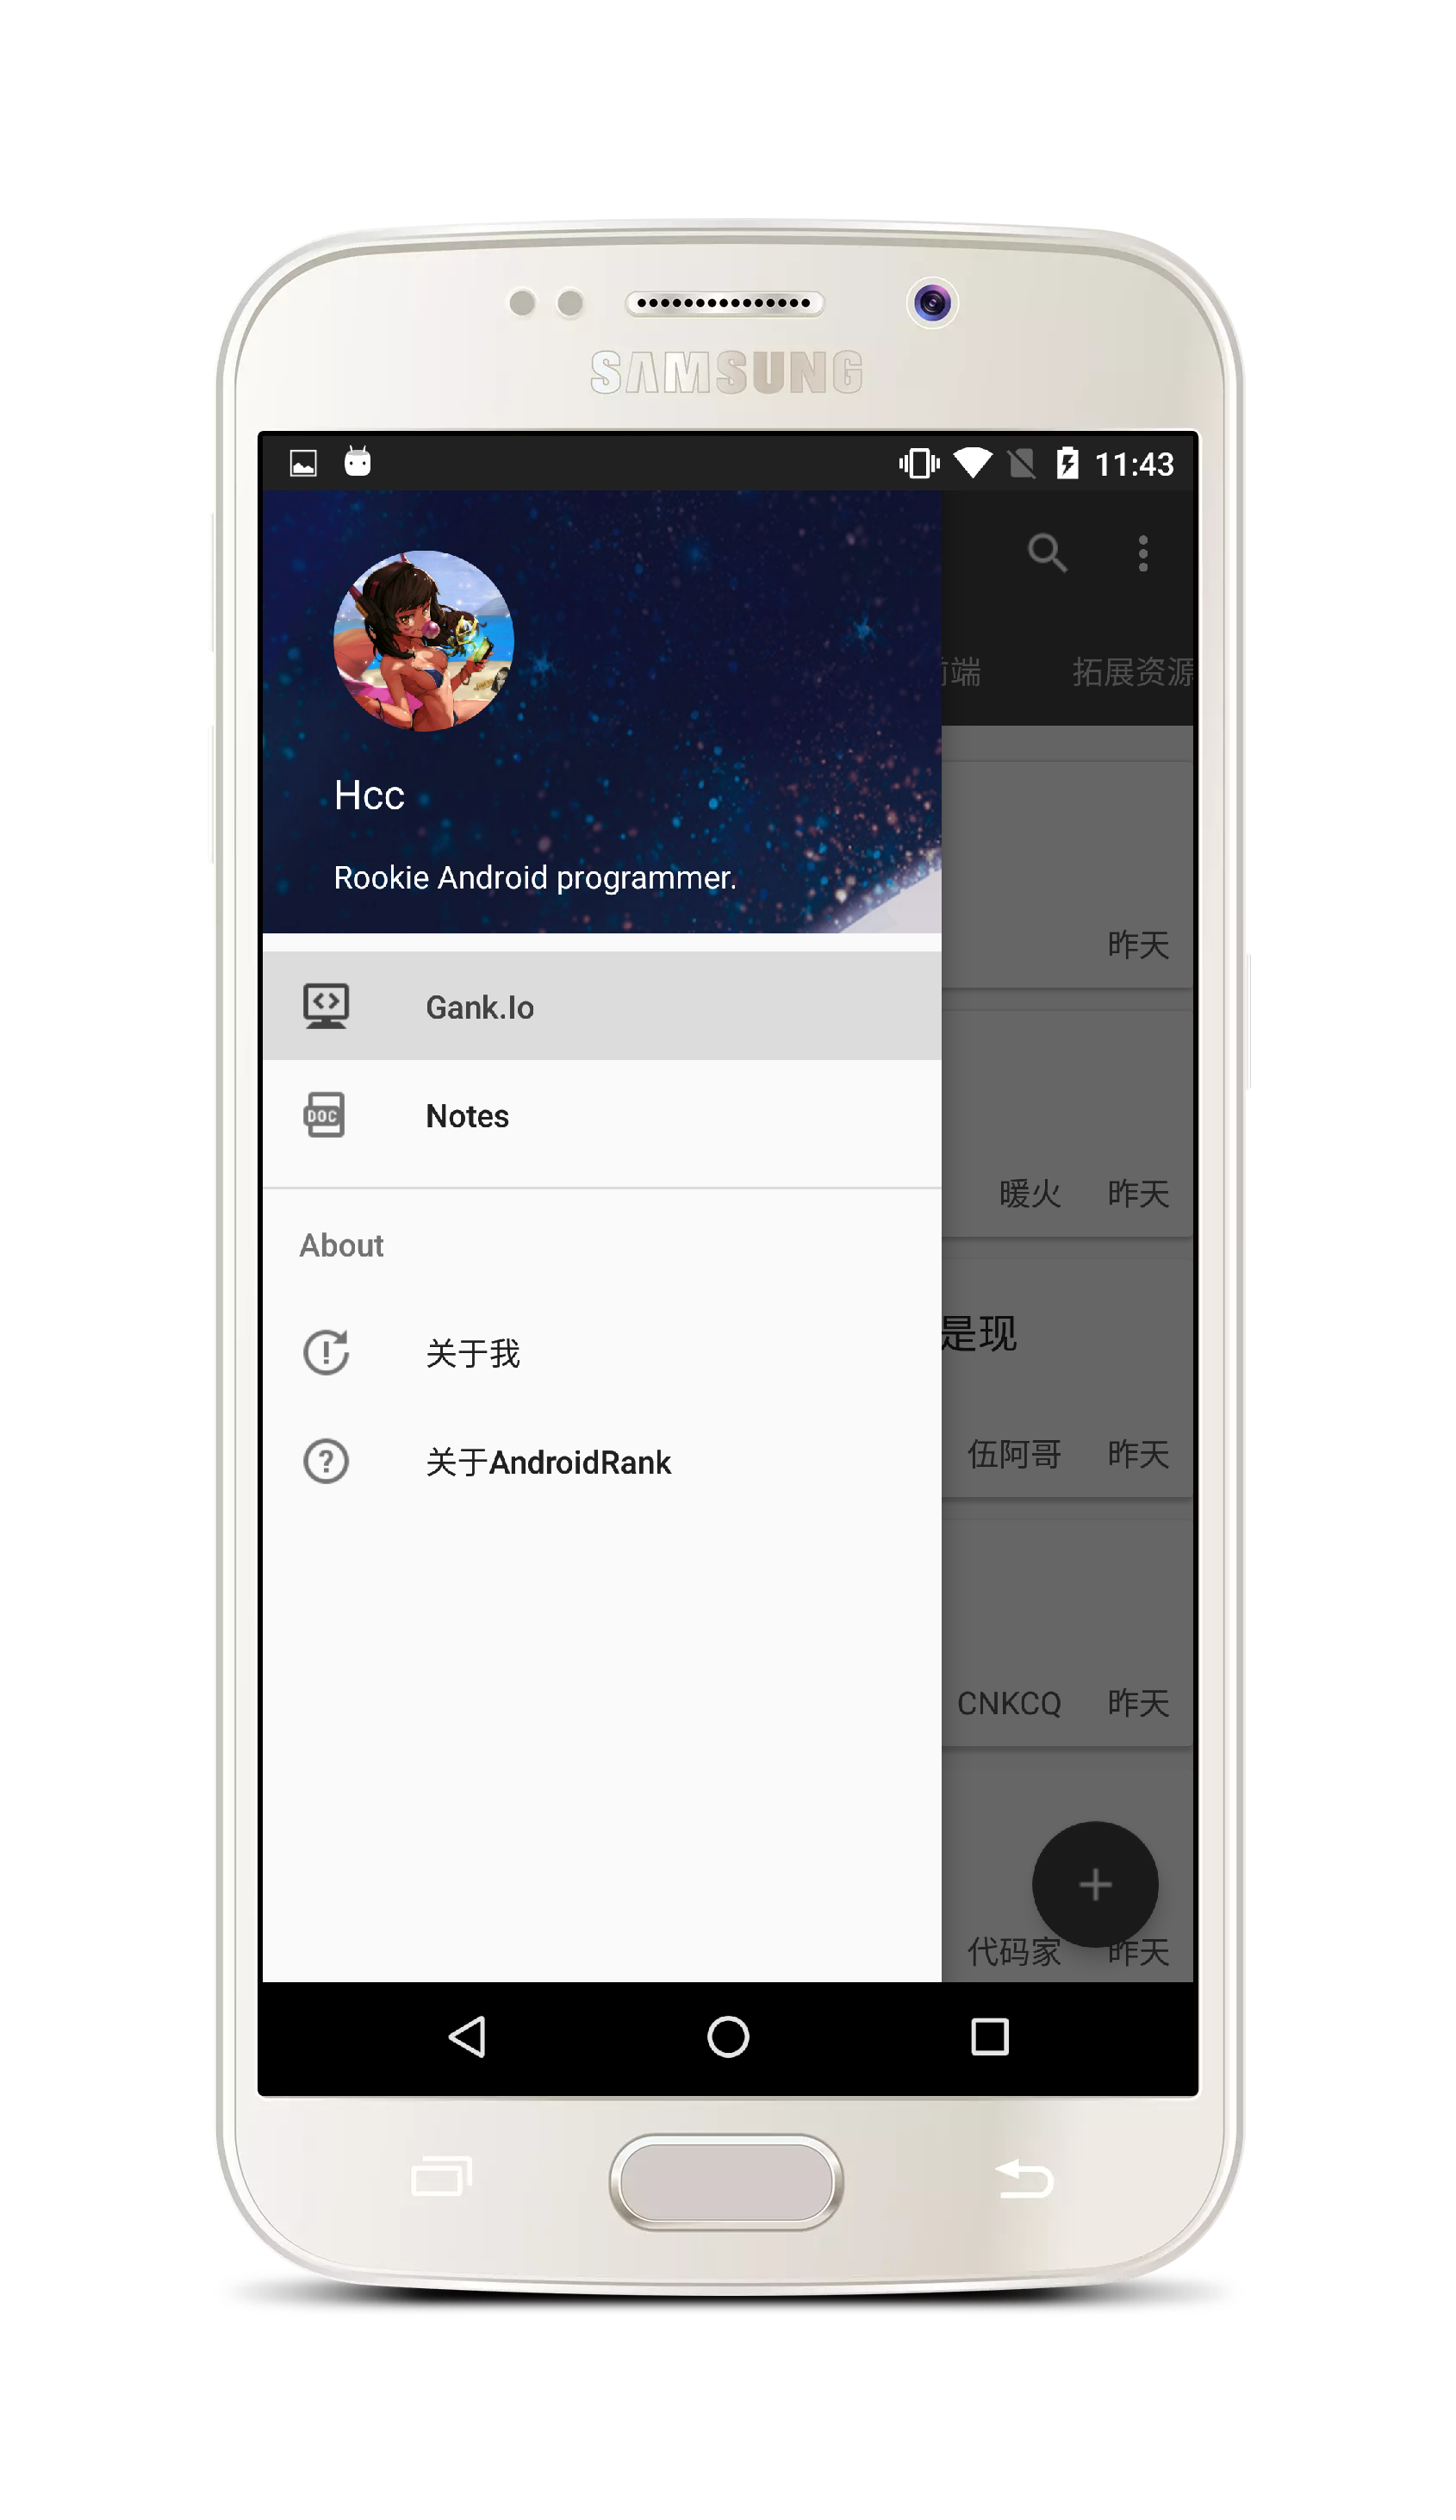 SAMSUNG
11:43
端
拓展资源
Hcc
Rookie Android programmer.
昨天
Gank.Io
DOC
Notes
暖火
昨天
About
是现
关于我
伍阿哥
昨天
关于AndroidRank
CNKCQ
昨天
代码家
昨天